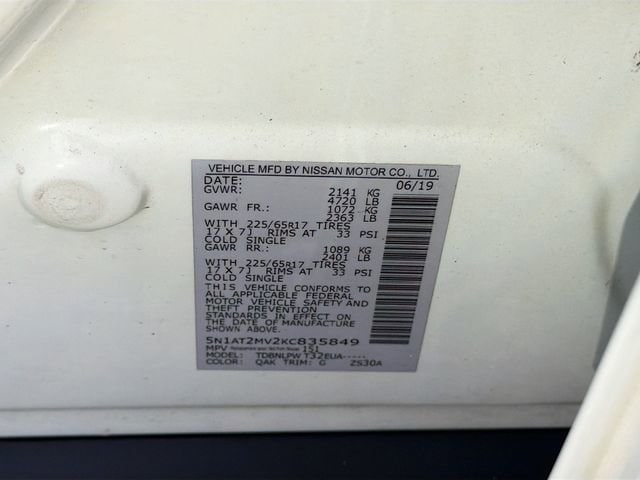 VEHICLE MFD BY NISSAN MOTOR CO., LTD.
DATE: 06/19
GVWR: 2141 KG
4720 LB
GAWR FR.: 1072 KG
2363 LB
WITH 225/65R17 TIRES
17 X 7J RIMS AT 33 PSI
COLD SINGLE
GAWR RR.: 1089 KG
2401 LB
WITH 225/65R17 TIRES
17 X 7J RIMS AT 33 PSI
COLD SINGLE
THIS VEHICLE CONFORMS TO
ALL APPLICABLE FEDERAL
MOTOR VEHICLE SAFETY AND
THEFT PREVENTION
STANDARDS IN EFFECT ON
THE DATE OF MANUFACTURE
SHOWN ABOVE.
5N1AT2MV2KC835849
MPV 151
MODEL: TDBNLPW T32EUA-----
COLOR: QAK TRIM: G ZS30A